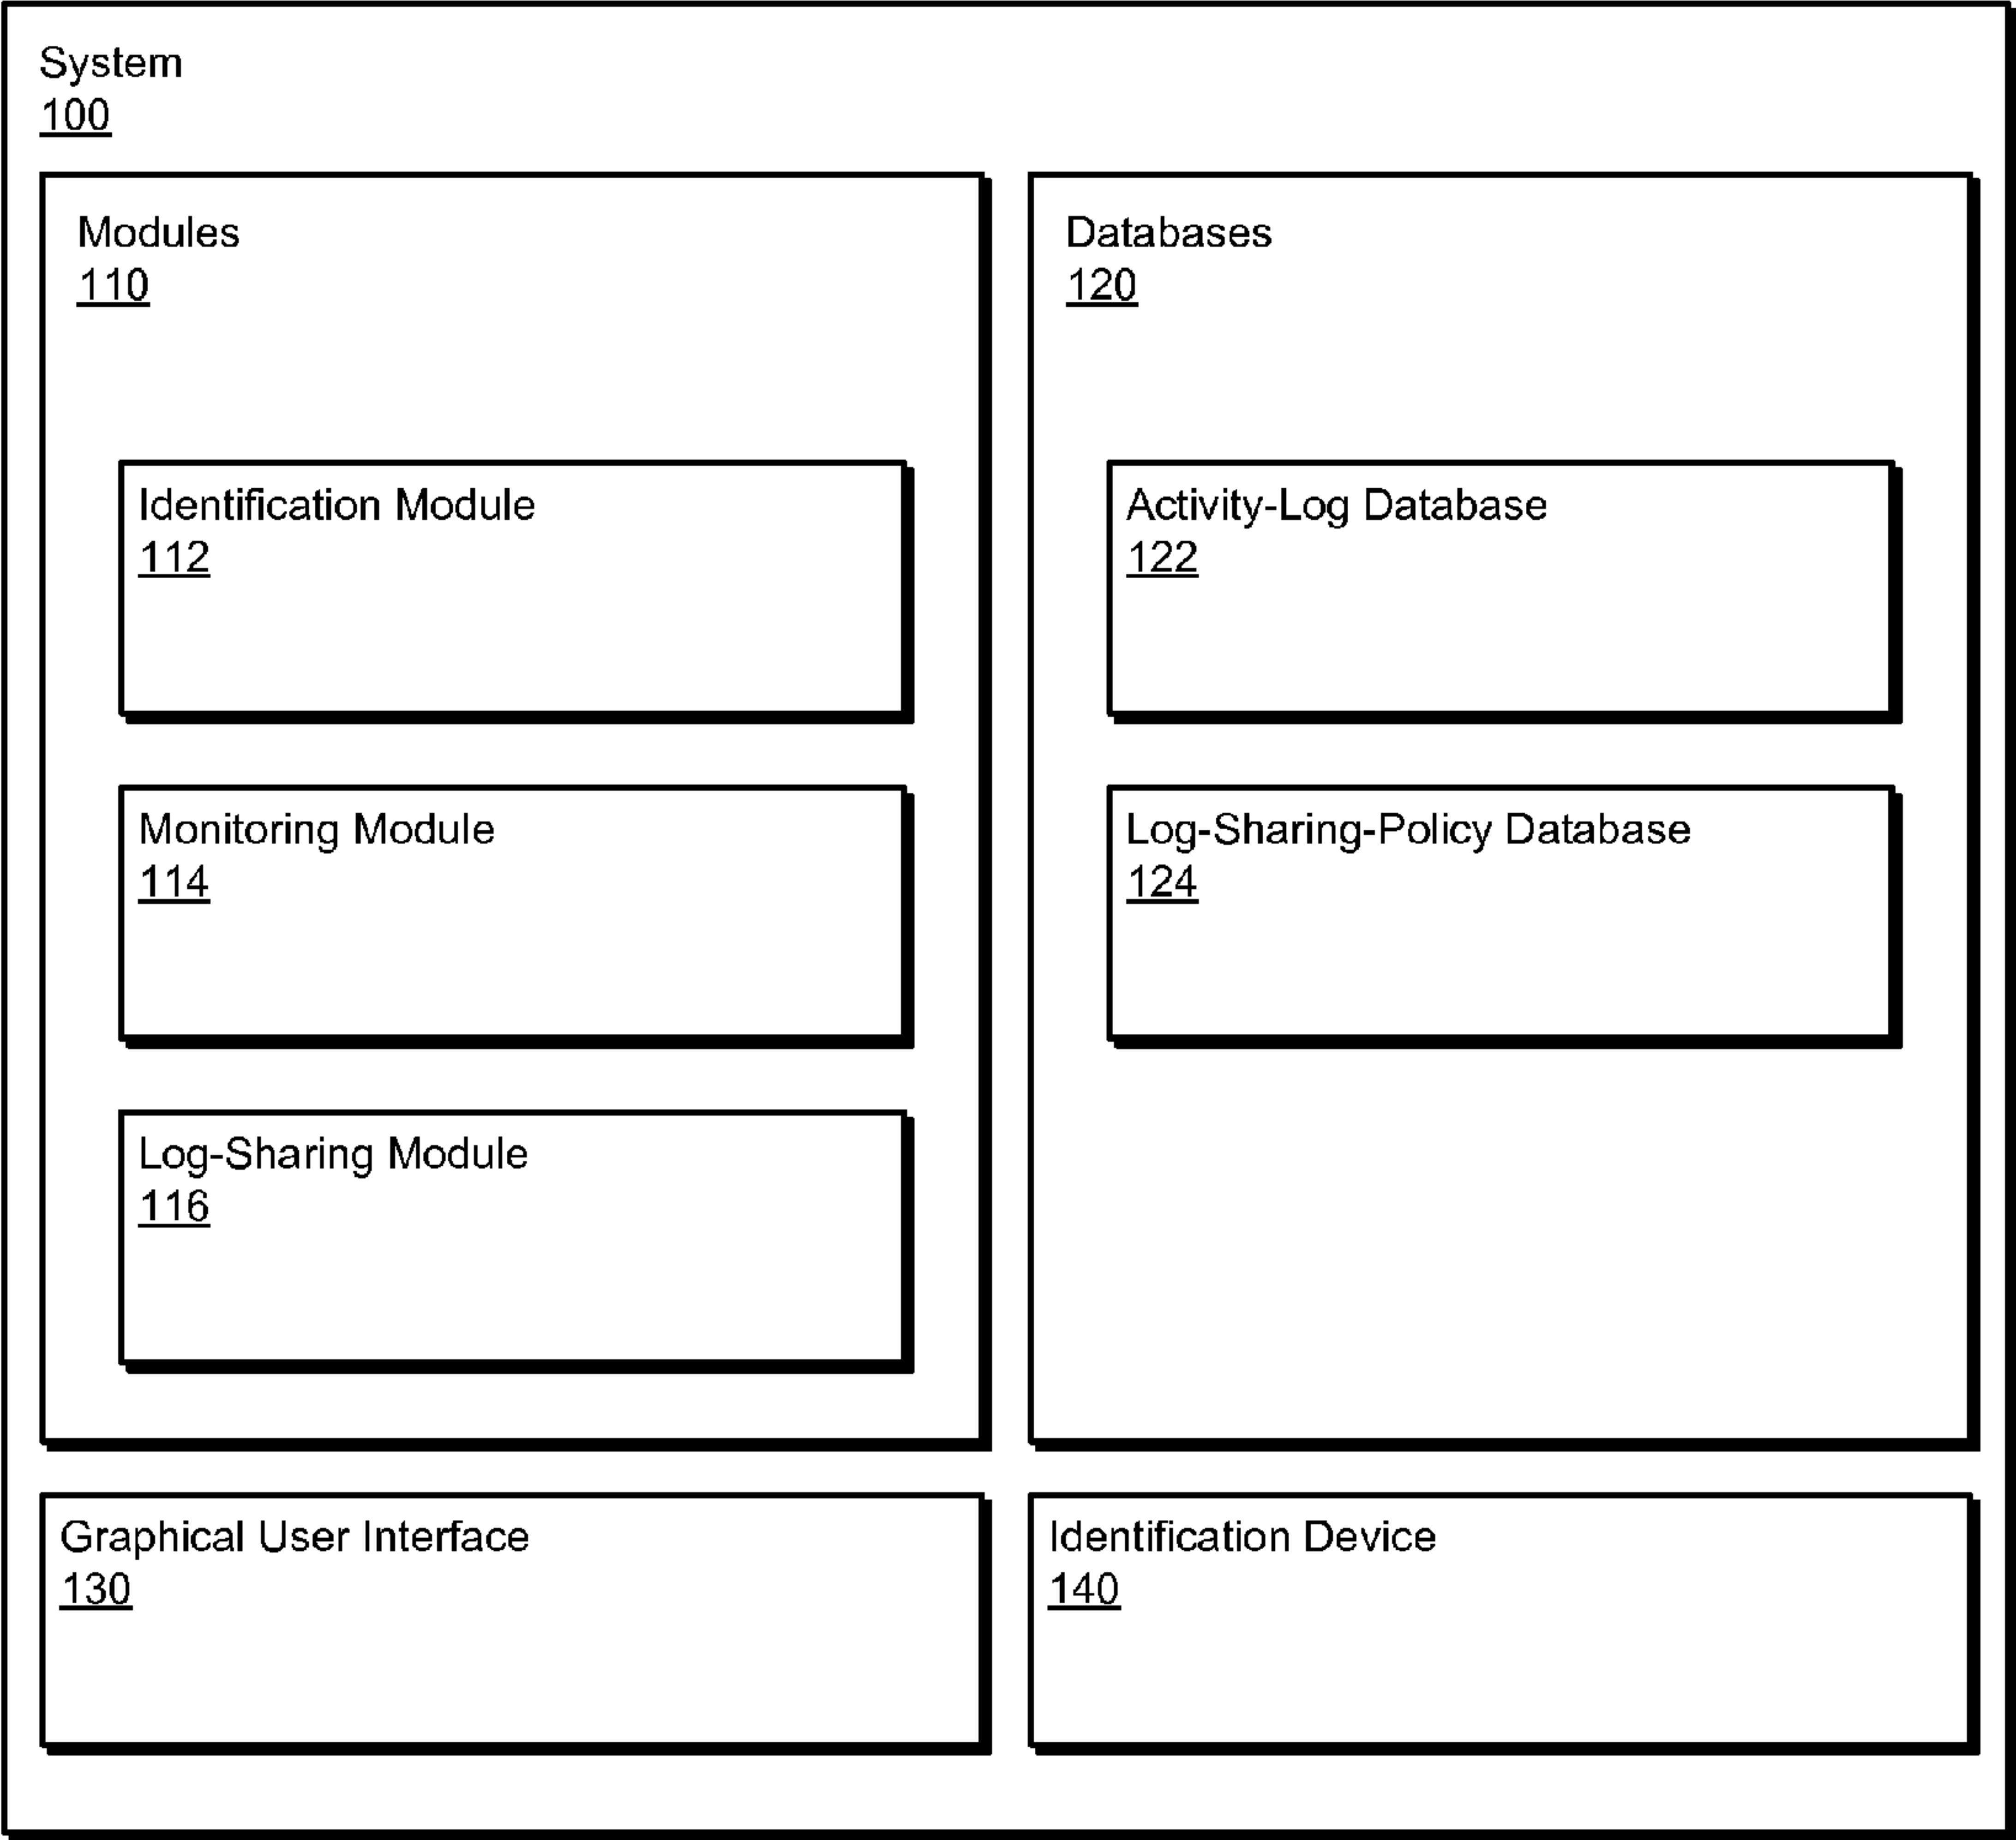 System
100
Modules
110
Identification Module
112
Monitoring Module
114
Log-Sharing Module
116
Databases
120
Activity-Log Database
122
Log-Sharing-Policy Database
124
Graphical User Interface
130
Identification Device
140